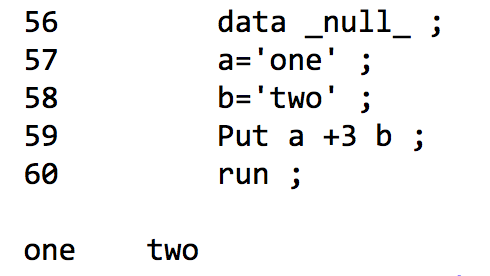 56 data _null_ ;
57 a='one' ;
58 b='two' ;
59 Put a +3 b ;
60 run ;
one two